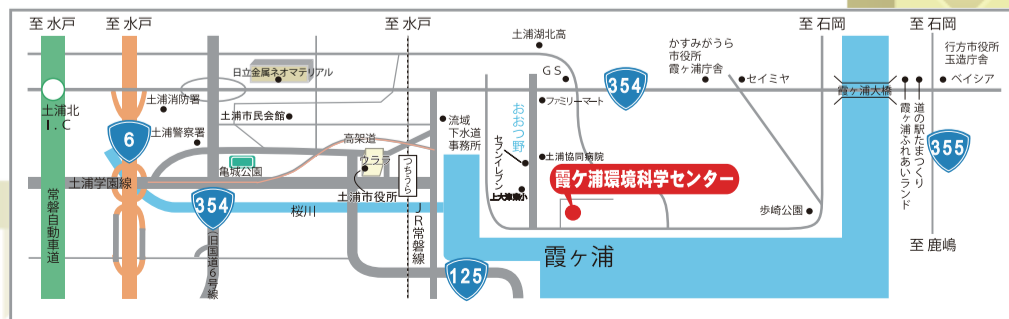 至 水戸
至 水戸
至 水戸
至 石岡
至 石岡
土浦湖北高
かすみがうら
市役所
霞ヶ浦庁舎
行方市役所
玉造庁舎
日立金属ネオマテリアル
GS
354
セイミヤ
ベイシア
霞ヶ浦大橋
土浦北
I.C
土浦消防署
土浦市民会館
ファミリーマート
おおつ野
流域
下水道
事務所
道の駅たまつくり
霞ヶ浦ふれあいランド
6
土浦警察署
高架道
355
亀城公園
ウララ
つちうら
セブンイレブン
土浦協同病院
霞ケ浦環境科学センター
土浦学園線
土浦市役所
上大津東小
常磐自動車道
354
(旧国道6号線)
桜川
JR常磐線
歩崎公園
霞ヶ浦
至 鹿嶋
125